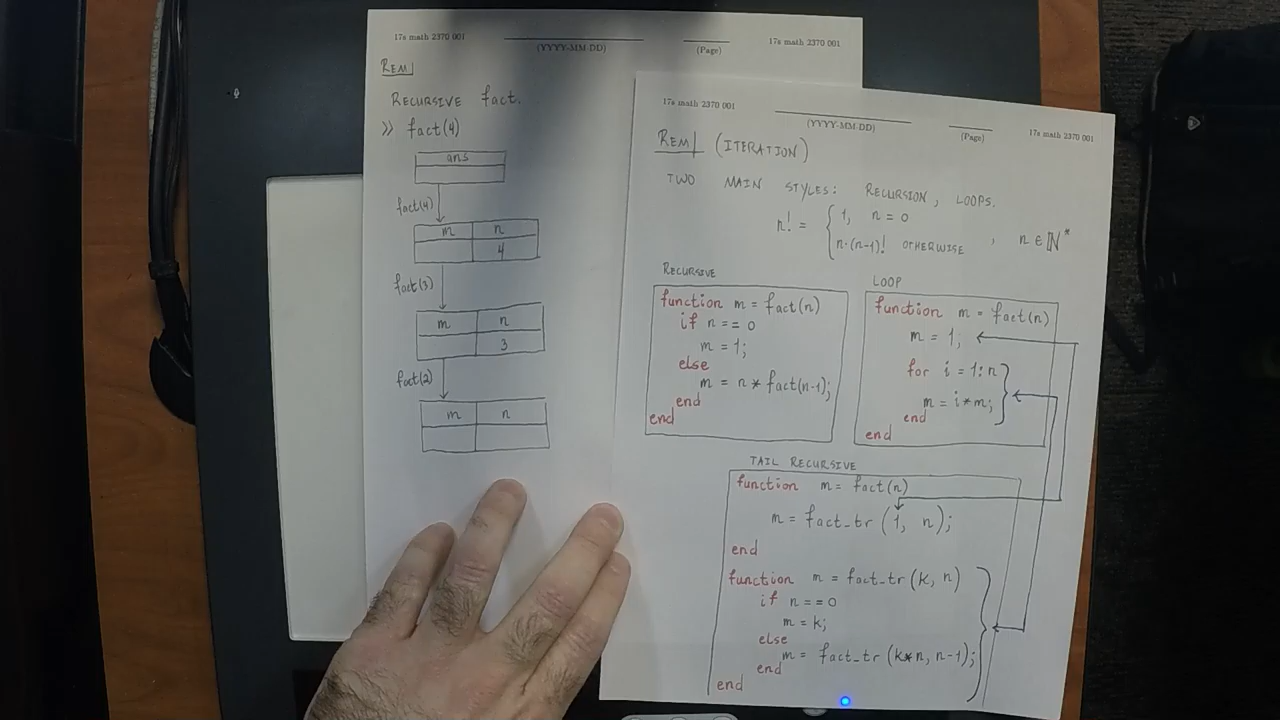 17s math 2370 001 (YYYY-MM-DD) (Page) 17s math 2370 001
REM
RECURSIVE fact.
>> fact(4)
ans
fact(4)
m n
4
fact(3)
m n
3
fact(2)
m n
17s math 2370 001 (YYYY-MM-DD) (Page) 17s math 2370 001
REM (ITERATION)
TWO MAIN STYLES: RECURSION, LOOPS.
n! = { 1, n = 0
n·(n-1)! OTHERWISE , n ∈ ℕ*
RECURSIVE
function m = fact(n)
if n == 0
m = 1;
else
m = n * fact(n-1);
end
end
LOOP
function m = fact(n)
m = 1;
for i = 1:n
m = i*m;
end
end
TAIL RECURSIVE
function m = fact(n)
m = fact_tr (1, n);
end
function m = fact_tr (k, n)
if n == 0
m = k;
else
m = fact_tr (k*n, n-1);
end
end